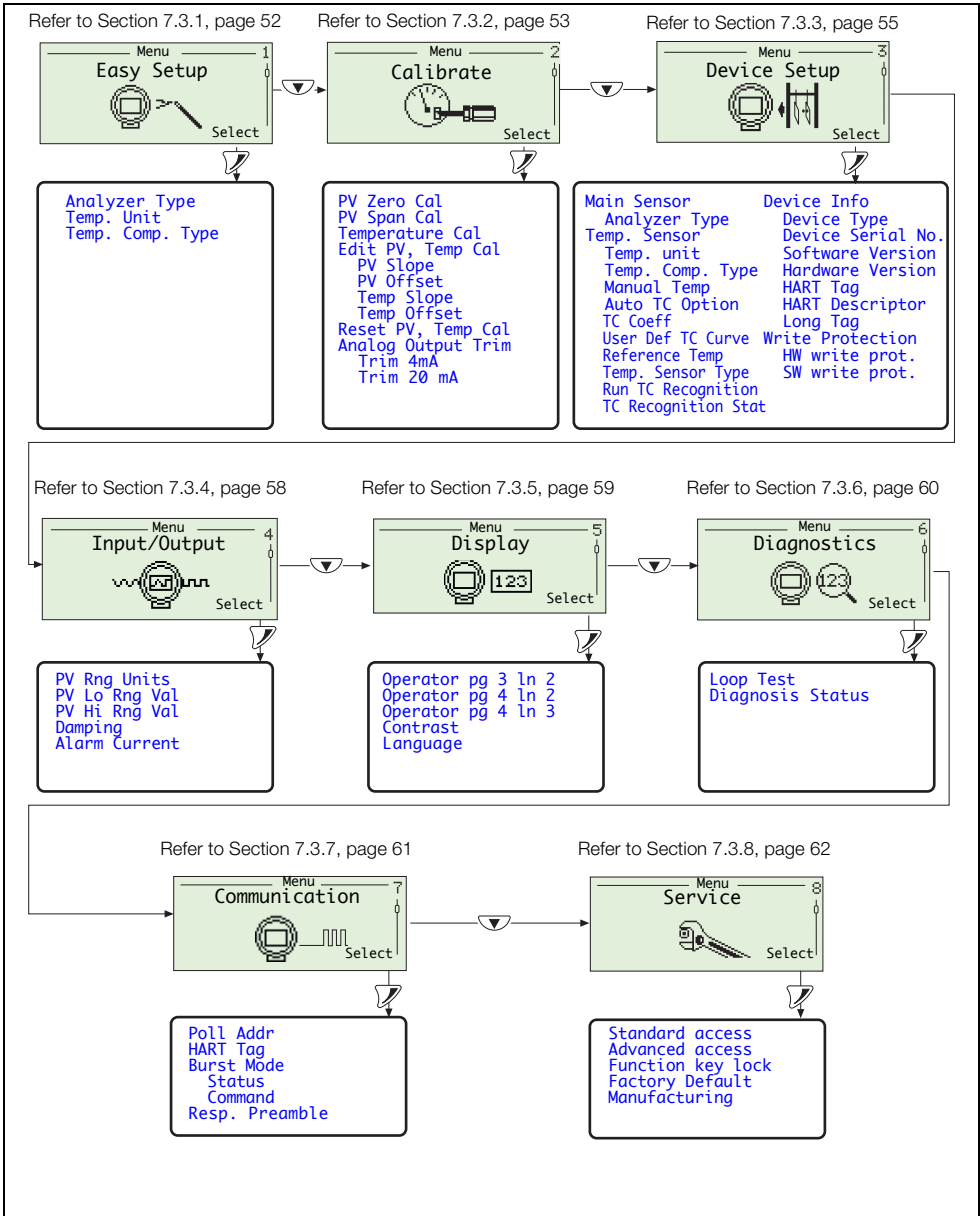 Refer to Section 7.3.1, page 52
Menu 1
Easy Setup
Select
Analyzer Type
Temp. Unit
Temp. Comp. Type
Refer to Section 7.3.2, page 53
Menu 2
Calibrate
Select
PV Zero Cal
PV Span Cal
Temperature Cal
Edit PV, Temp Cal
PV Slope
PV Offset
Temp Slope
Temp Offset
Reset PV, Temp Cal
Analog Output Trim
Trim 4mA
Trim 20 mA
Refer to Section 7.3.3, page 55
Menu 3
Device Setup
Select
Main Sensor
Analyzer Type
Temp. Sensor
Temp. unit
Temp. Comp. Type
Manual Temp
Auto TC Option
TC Coeff
User Def TC Curve
Reference Temp
Temp. Sensor Type
Run TC Recognition
TC Recognition Stat
Device Info
Device Type
Device Serial No.
Software Version
Hardware Version
HART Tag
HART Descriptor
Long Tag
Write Protection
HW write prot.
SW write prot.
Refer to Section 7.3.4, page 58
Menu 4
Input/Output
Select
PV Rng Units
PV Lo Rng Val
PV Hi Rng Val
Damping
Alarm Current
Refer to Section 7.3.5, page 59
Menu 5
Display
123
Select
Operator pg 3 ln 2
Operator pg 4 ln 2
Operator pg 4 ln 3
Contrast
Language
Refer to Section 7.3.6, page 60
Menu 6
Diagnostics
123
Select
Loop Test
Diagnosis Status
Refer to Section 7.3.7, page 61
Menu 7
Communication
Select
Poll Addr
HART Tag
Burst Mode
Status
Command
Resp. Preamble
Refer to Section 7.3.8, page 62
Menu 8
Service
Select
Standard access
Advanced access
Function key lock
Factory Default
Manufacturing